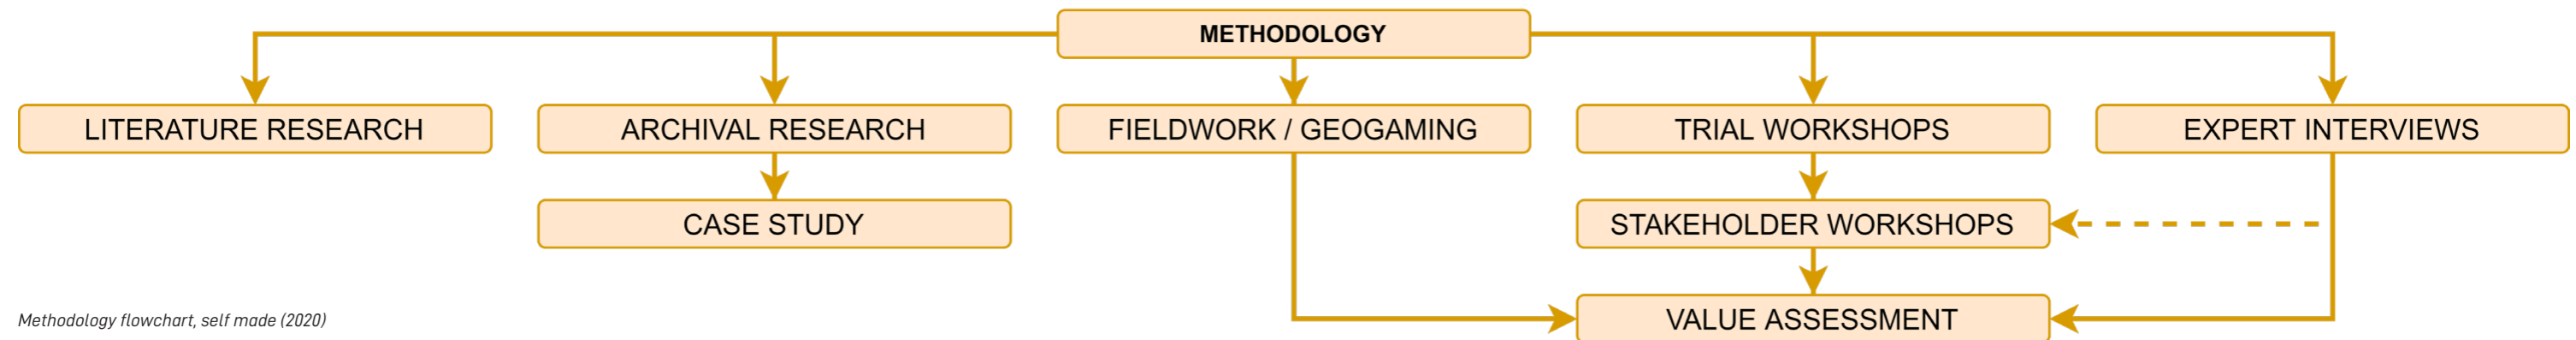 METHODOLOGY
LITERATURE RESEARCH
ARCHIVAL RESEARCH
FIELDWORK / GEOGAMING
TRIAL WORKSHOPS
EXPERT INTERVIEWS
CASE STUDY
STAKEHOLDER WORKSHOPS
VALUE ASSESSMENT
Methodology flowchart, self made (2020)